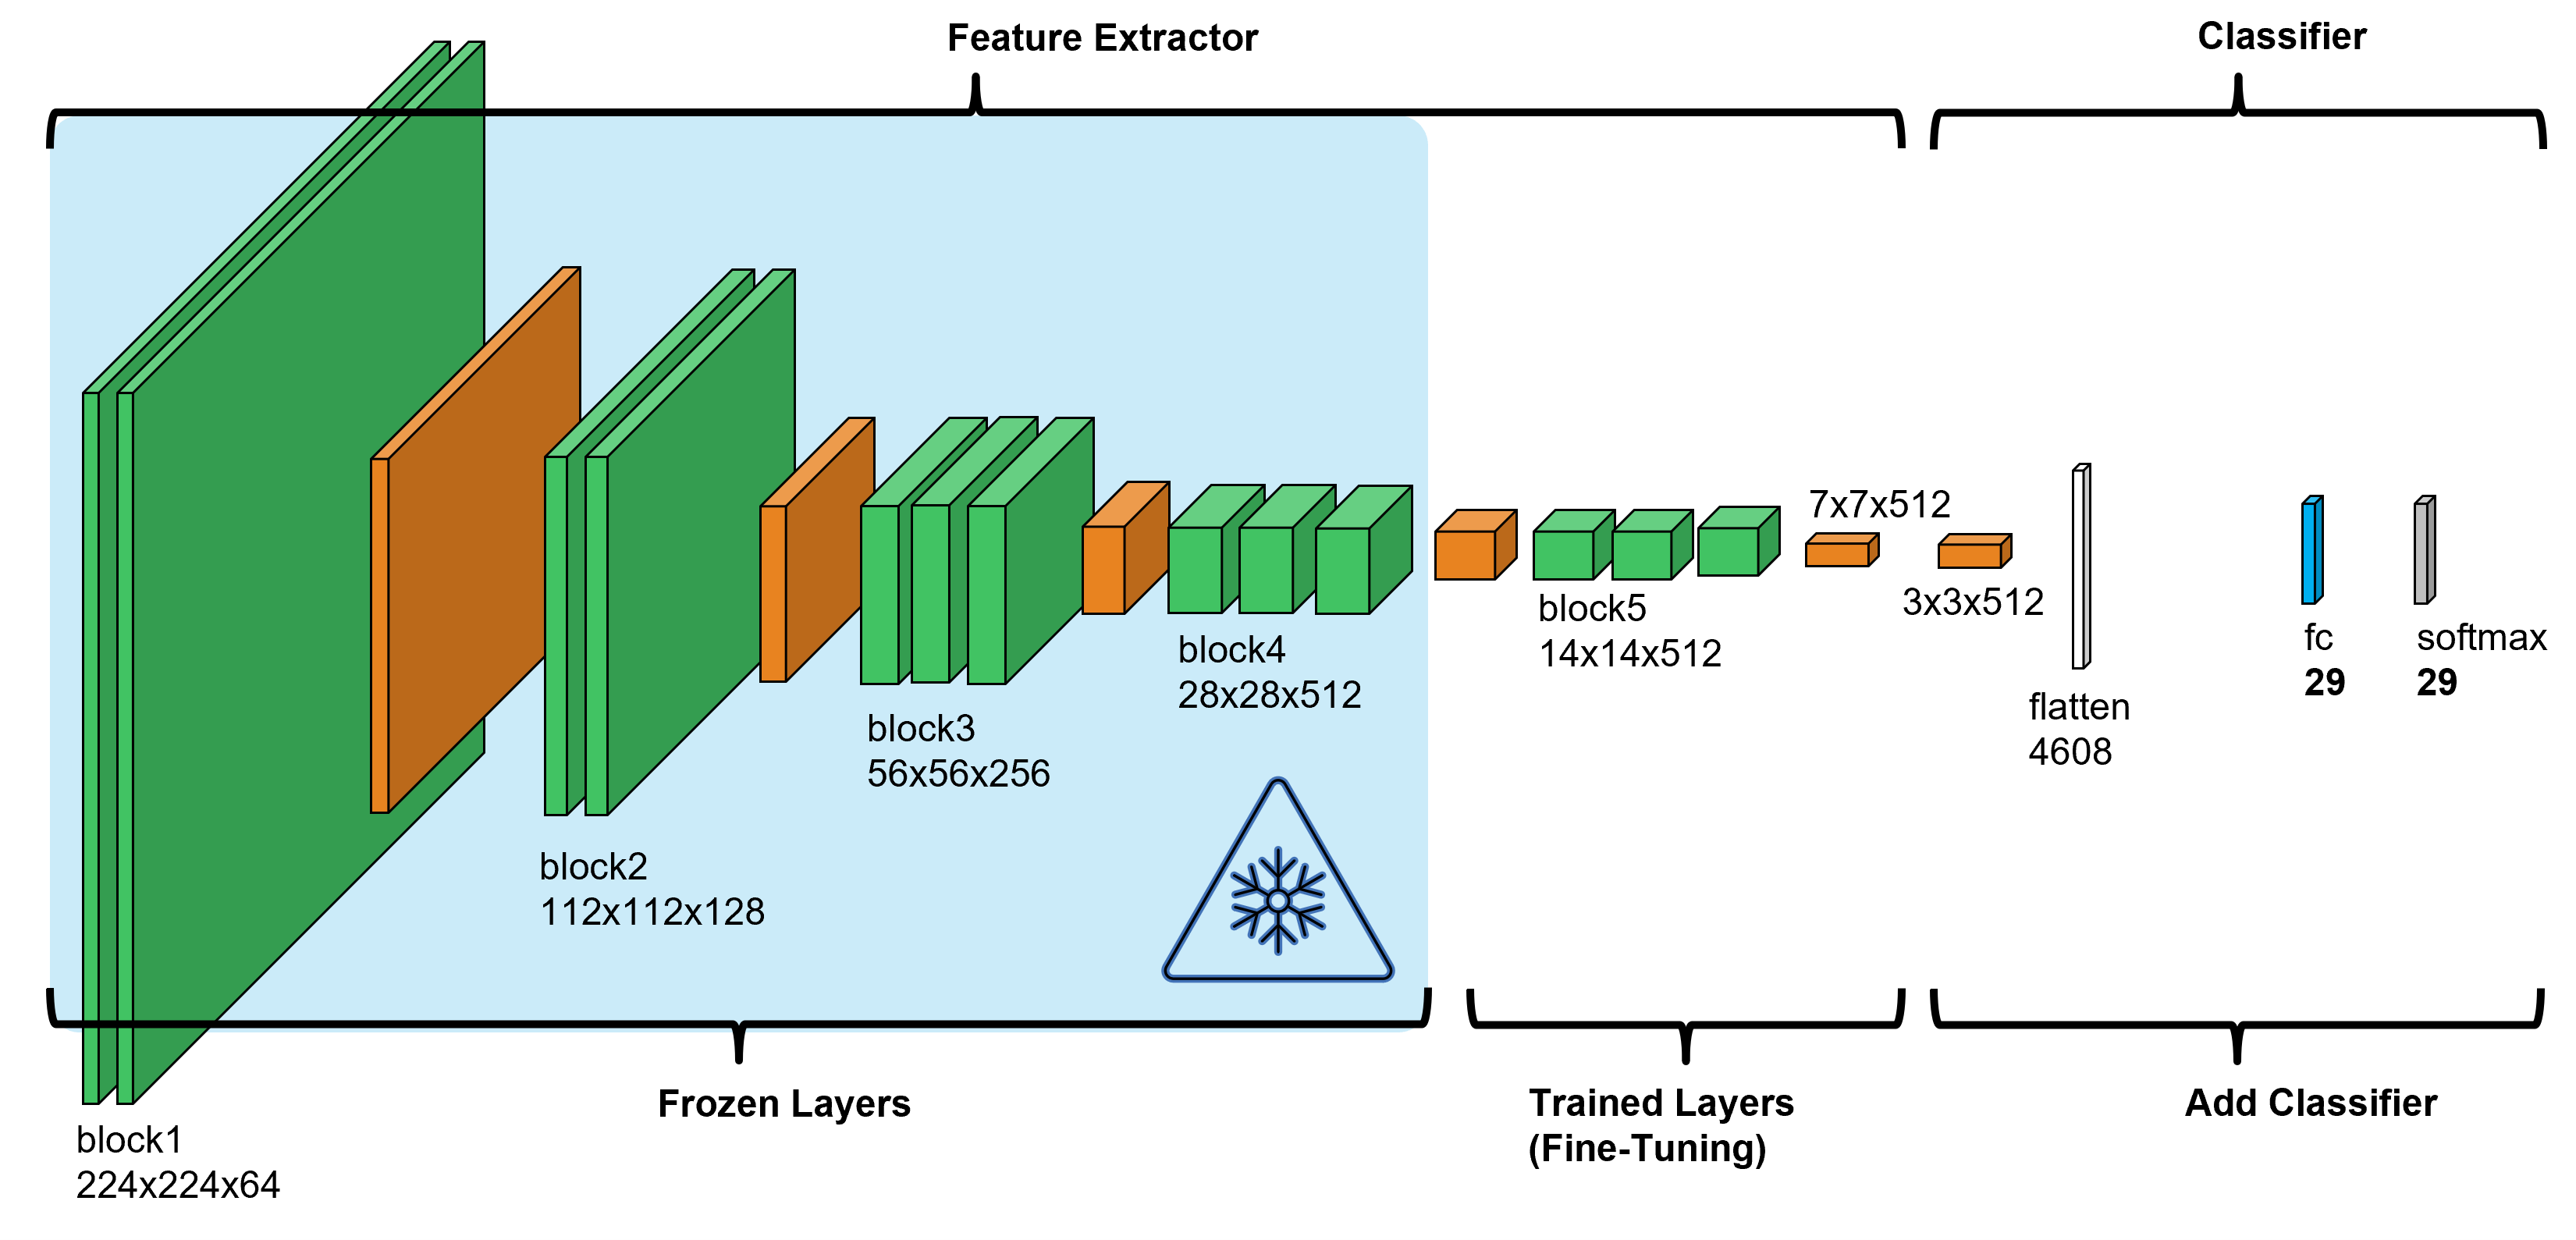 Feature Extractor
Classifier
7x7x512
3x3x512
block5
14x14x512
block4
28x28x512
block3
56x56x256
block2
112x112x128
block1
224x224x64
flatten
4608
fc
29
softmax
29
Frozen Layers
Trained Layers
(Fine-Tuning)
Add Classifier